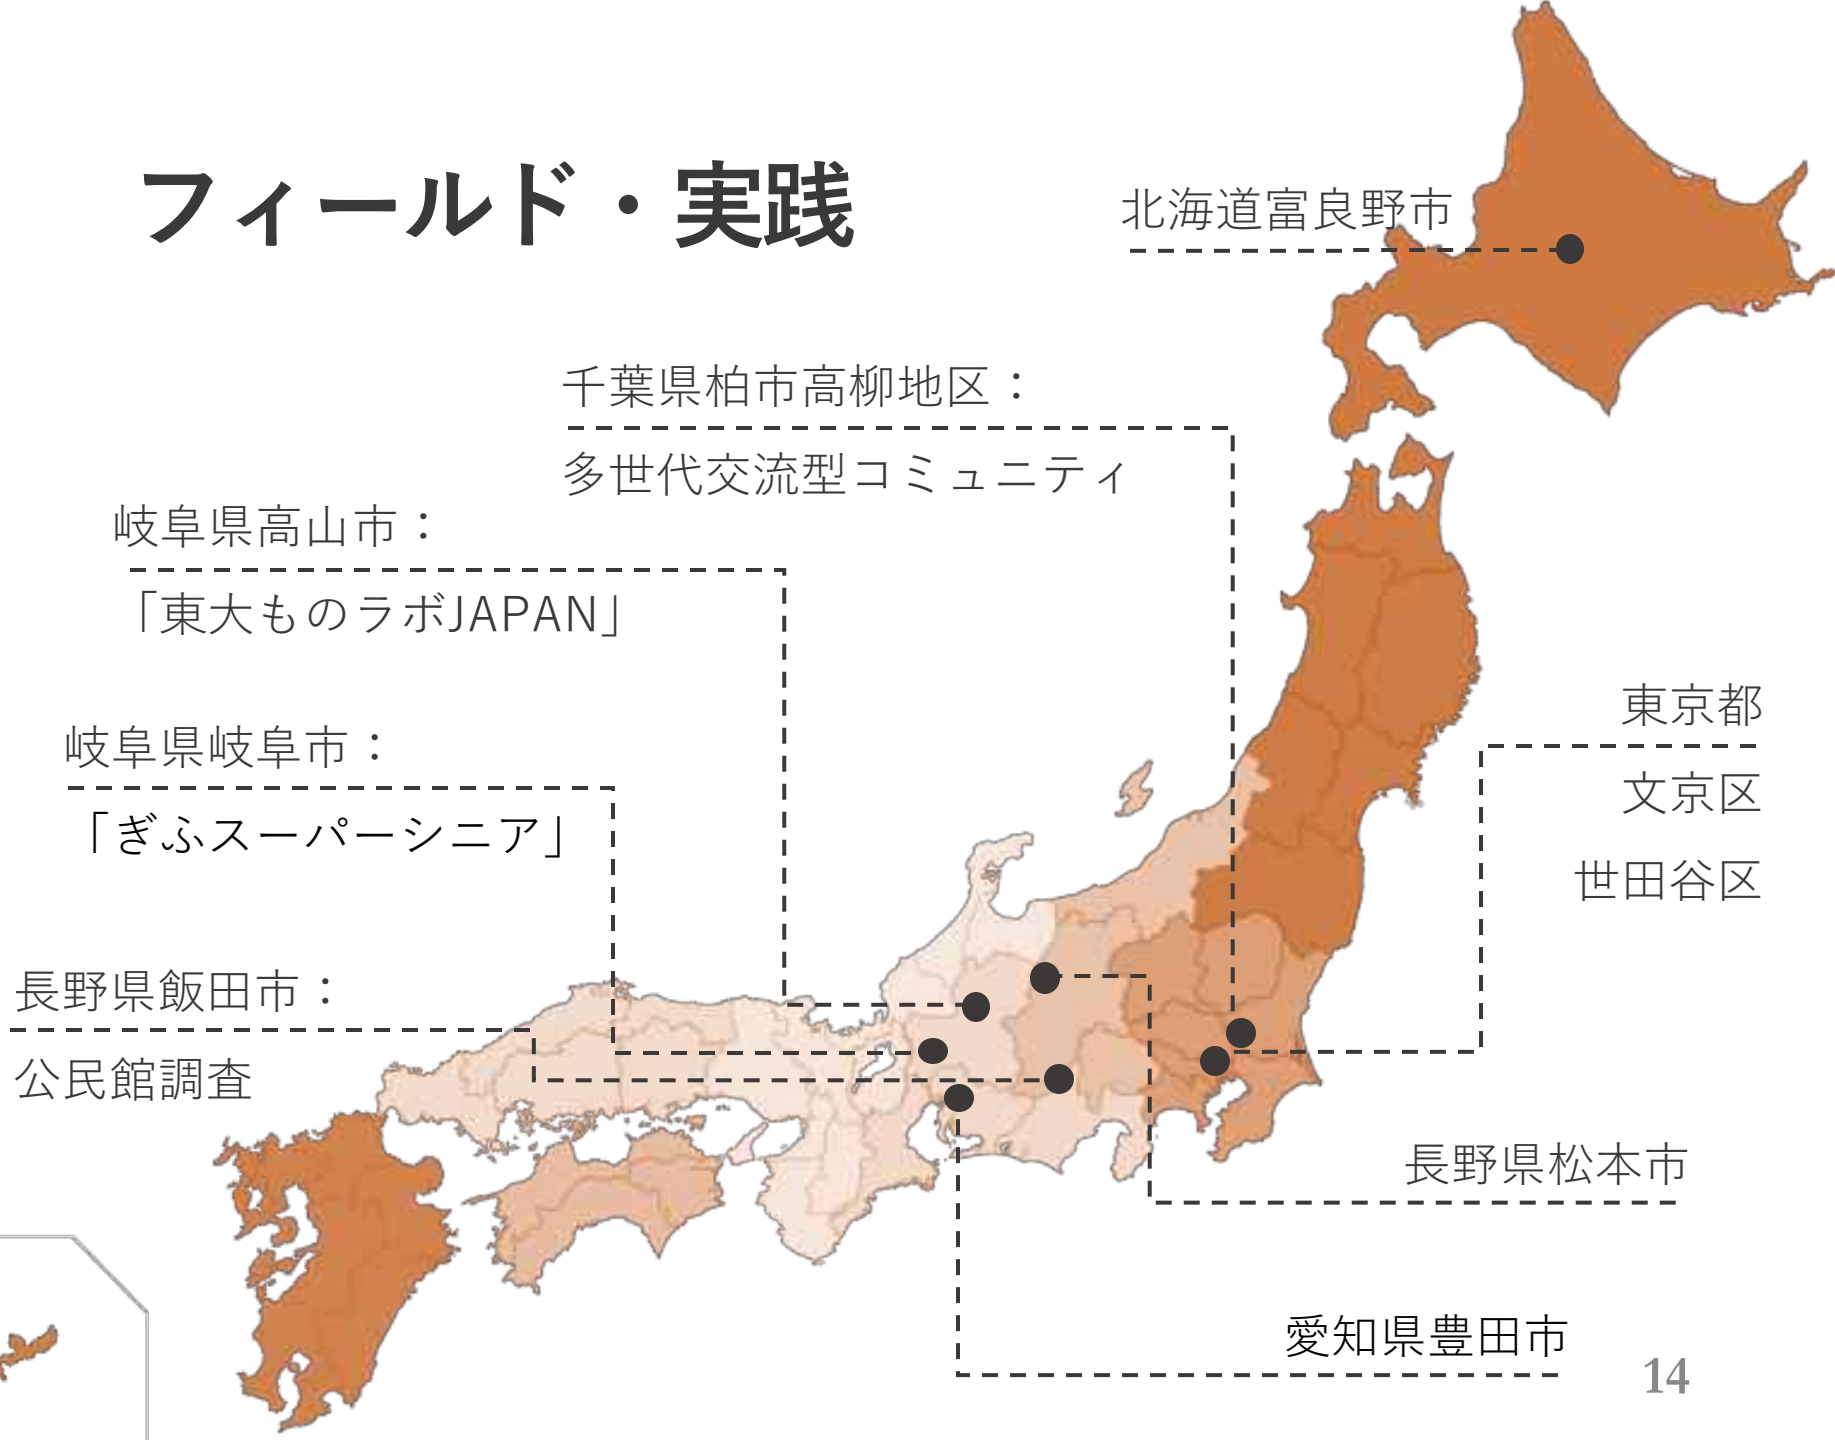 フィールド・実践
北海道富良野市
千葉県柏市高柳地区：
多世代交流型コミュニティ
岐阜県高山市：
「東大ものラボJAPAN」
岐阜県岐阜市：
「ぎふスーパーシニア」
長野県飯田市：
公民館調査
東京都
文京区
世田谷区
長野県松本市
愛知県豊田市
14